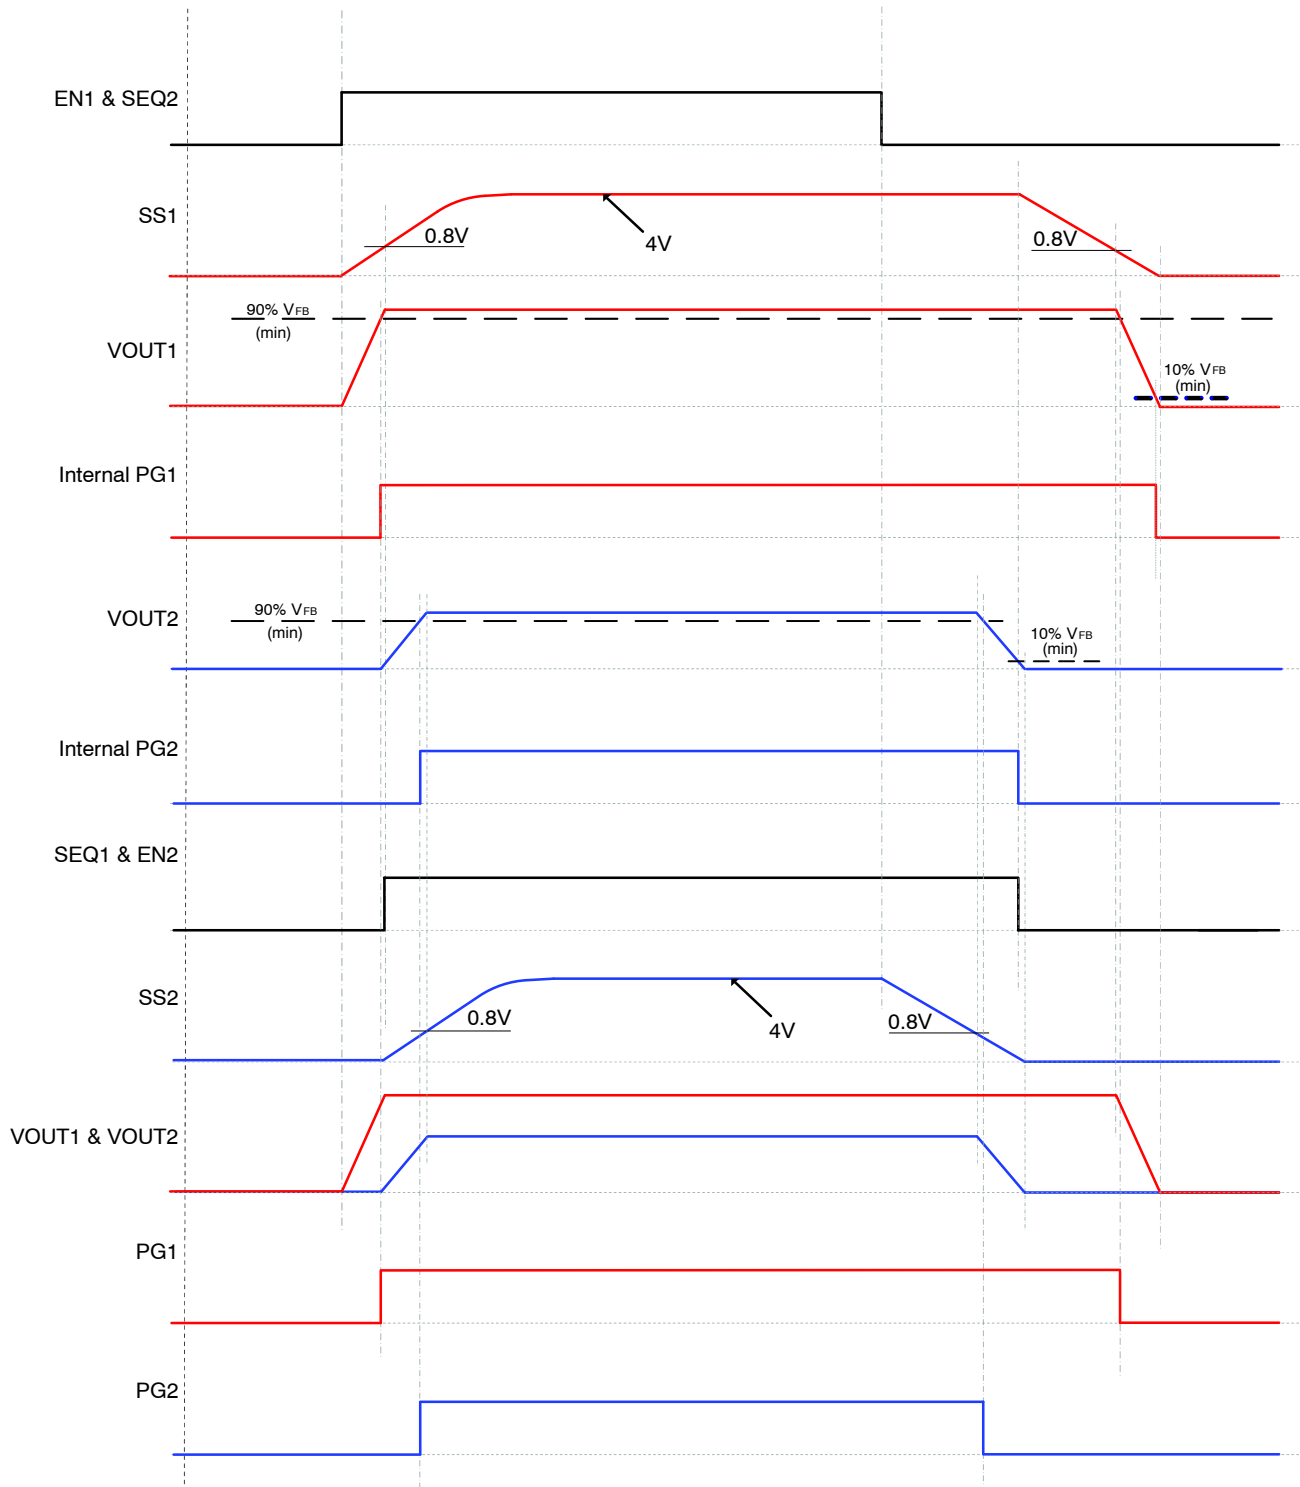 EN1 & SEQ2
SS1
0.8V
4V
0.8V
90% VFB
(min)
VOUT1
10% VFB
(min)
Internal PG1
VOUT2
90% VFB
(min)
10% VFB
(min)
Internal PG2
SEQ1 & EN2
SS2
0.8V
4V
0.8V
VOUT1 & VOUT2
PG1
PG2